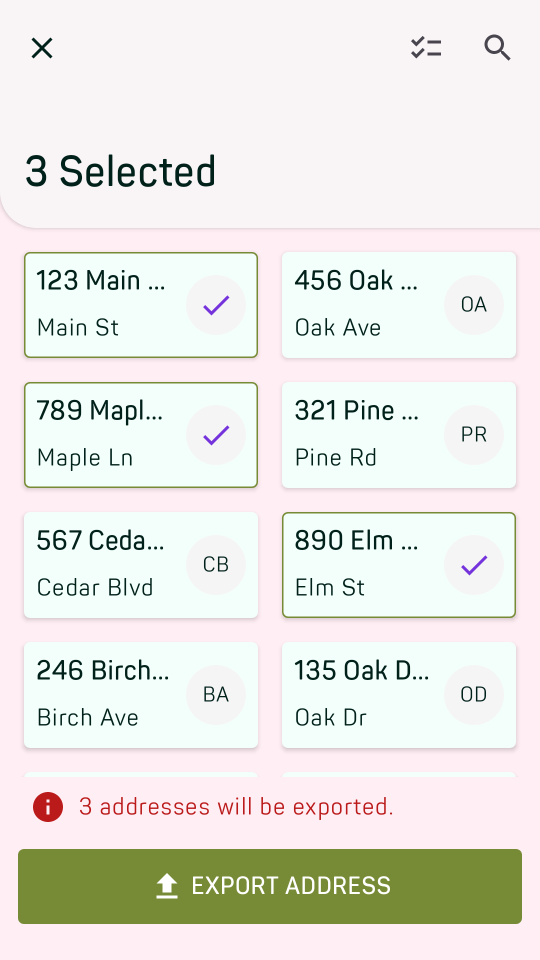 3 Selected
123 Main ...
Main St
456 Oak ...
Oak Ave
OA
789 Mapl...
Maple Ln
321 Pine ...
Pine Rd
PR
567 Ceda...
Cedar Blvd
CB
890 Elm ...
Elm St
246 Birch...
Birch Ave
BA
135 Oak D...
Oak Dr
OD
3 addresses will be exported.
EXPORT ADDRESS